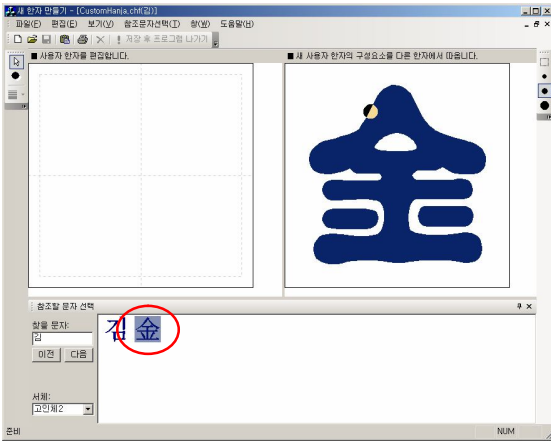 새 한자 만들기 - [CustomHanja.chf(김)]
파일(F) 편집(E) 보기(V) 참조문자선택(T) 창(W) 도움말(H)
저장 후 프로그램 나가기
■ 사용자 한자를 편집합니다.
■ 새 사용자 한자의 구성요소를 다른 한자에서 따옵니다.
金
참조할 문자 선택
찾을 문자:
김
이전 다음
김 金
서체:
고인체2
준비
NUM